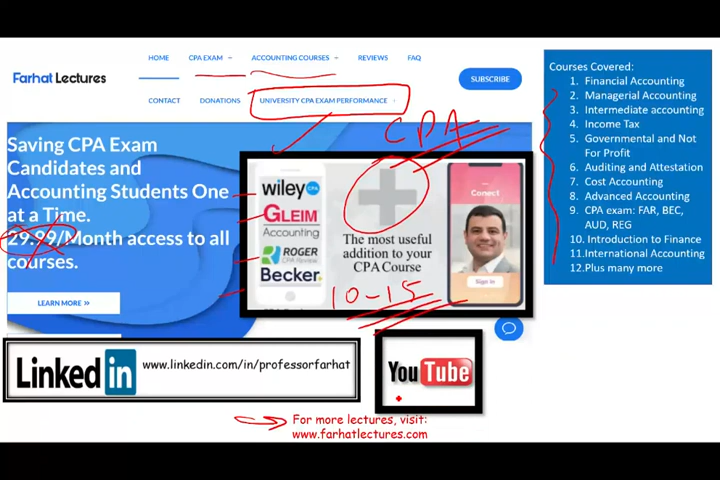 HOME
CPA EXAM
ACCOUNTING COURSES
REVIEWS
FAQ
Farhat Lectures
SUBSCRIBE
CONTACT
DONATIONS
UNIVERSITY CPA EXAM PERFORMANCE
CPA
Saving CPA Exam
Candidates and
Accounting Students One
at a Time.
29.99/Month access to all
courses.
LEARN MORE »
wiley CPA
GLEIM
Accounting
ROGER
CPA Review
Becker
The most useful
addition to your
CPA Course
Conect
Sign in
10-15
Courses Covered:
1. Financial Accounting
2. Managerial Accounting
3. Intermediate accounting
4. Income Tax
5. Governmental and Not
For Profit
6. Auditing and Attestation
7. Cost Accounting
8. Advanced Accounting
9. CPA exam: FAR, BEC,
AUD, REG
10. Introduction to Finance
11.International Accounting
12.Plus many more
Linked in
www.linkedin.com/in/professorfarhat
YouTube
For more lectures, visit:
www.farhatlectures.com